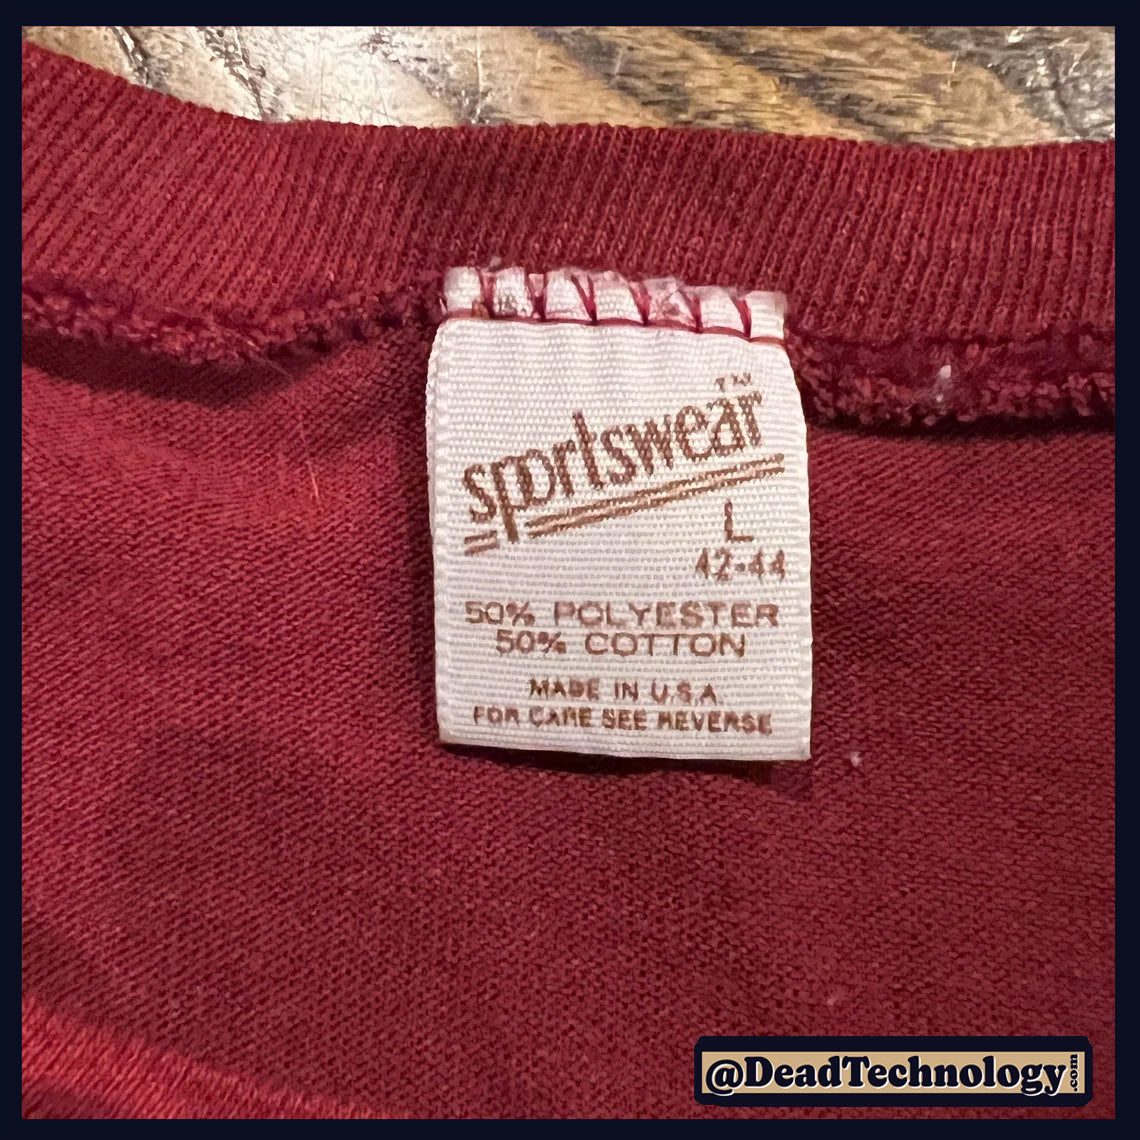 TM
sportswear
L
42-44
50% POLYESTER
50% COTTON
MADE IN U.S.A.
FOR CARE SEE REVERSE
@DeadTechnology.com